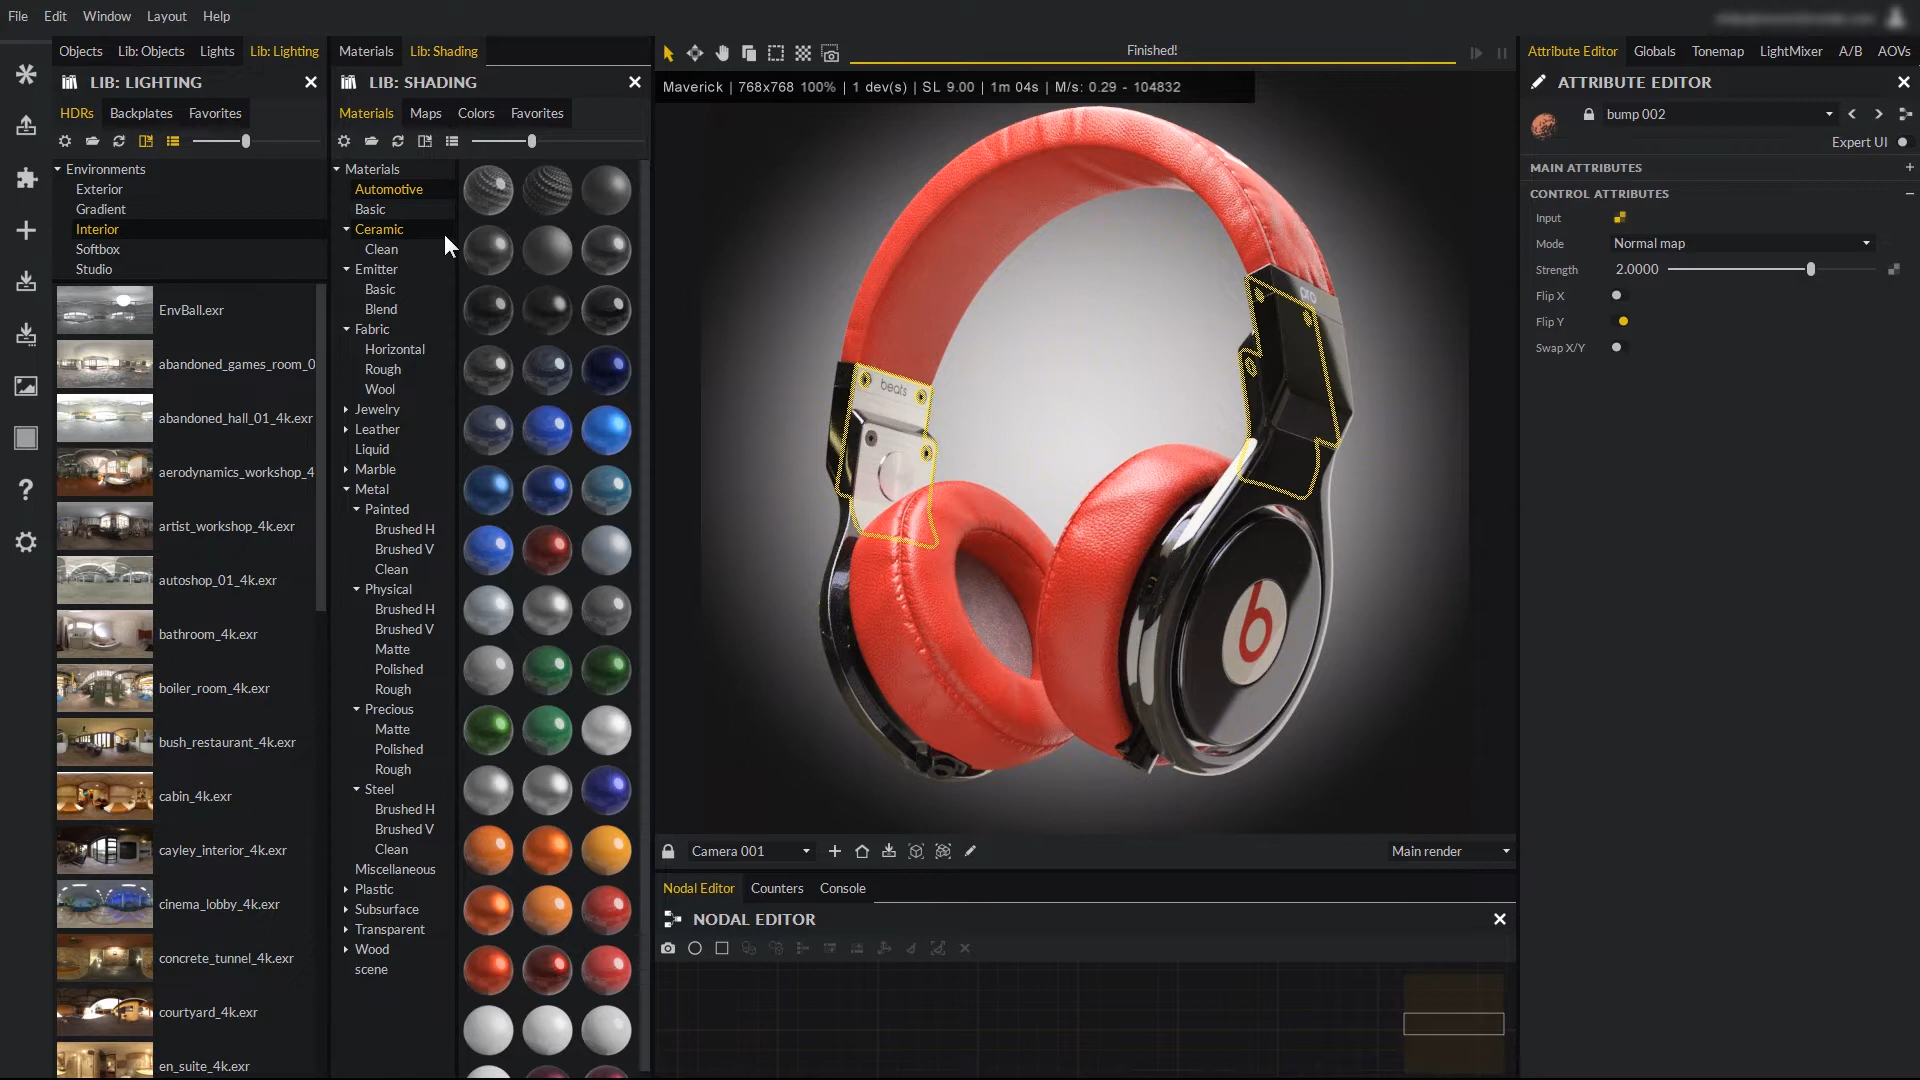 File Edit Window Layout Help
Objects Lib: Objects Lights Lib: Lighting
LIB: LIGHTING
HDRs Backplates Favorites
Environments
Exterior
Gradient
Interior
Softbox
Studio
EnvBall.exr
abandoned_games_room_0
abandoned_hall_01_4k.exr
aerodynamics_workshop_4
artist_workshop_4k.exr
autoshop_01_4k.exr
bathroom_4k.exr
boiler_room_4k.exr
bush_restaurant_4k.exr
cabin_4k.exr
cayley_interior_4k.exr
cinema_lobby_4k.exr
concrete_tunnel_4k.exr
courtyard_4k.exr
en_suite_4k.exr
Materials Lib: Shading
LIB: SHADING
Materials Maps Colors Favorites
Materials
Automotive
Basic
Ceramic
Clean
Emitter
Basic
Blend
Fabric
Horizontal
Rough
Wool
Jewelry
Leather
Liquid
Marble
Metal
Painted
Brushed H
Brushed V
Clean
Physical
Brushed H
Brushed V
Matte
Polished
Rough
Precious
Matte
Polished
Rough
Steel
Brushed H
Brushed V
Clean
Miscellaneous
Plastic
Subsurface
Transparent
Wood
scene
Finished!
Maverick | 768x768 100% | 1 dev(s) | SL 9.00 | 1m 04s | M/s: 0.29 - 104832
pro
beats
b
Camera 001
Main render
Nodal Editor Counters Console
NODAL EDITOR
Attribute Editor Globals Tonemap LightMixer A/B AOVs
ATTRIBUTE EDITOR
bump 002
Expert UI
MAIN ATTRIBUTES
CONTROL ATTRIBUTES
Input
Mode Normal map
Strength 2.0000
Flip X
Flip Y
Swap X/Y